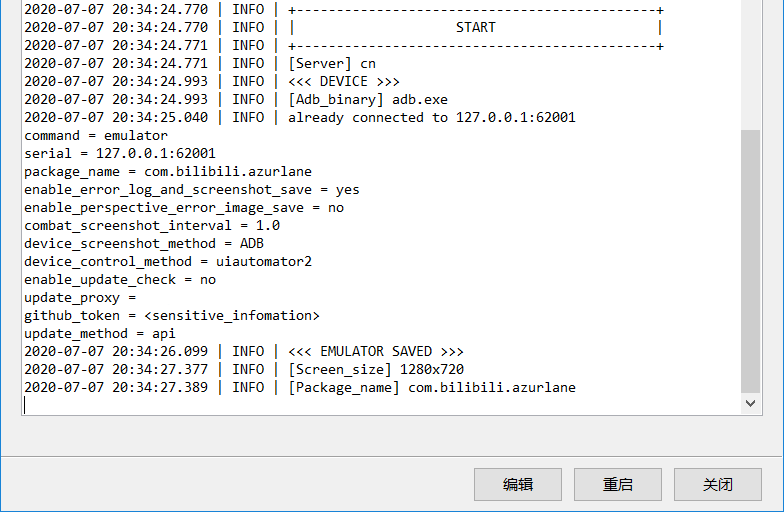 2020-07-07 20:34:24.770 | INFO | +---------------------------------------------+
2020-07-07 20:34:24.770 | INFO | |                    START                    |
2020-07-07 20:34:24.771 | INFO | +---------------------------------------------+
2020-07-07 20:34:24.771 | INFO | [Server] cn
2020-07-07 20:34:24.993 | INFO | <<< DEVICE >>>
2020-07-07 20:34:24.993 | INFO | [Adb_binary] adb.exe
2020-07-07 20:34:25.040 | INFO | already connected to 127.0.0.1:62001
command = emulator
serial = 127.0.0.1:62001
package_name = com.bilibili.azurlane
enable_error_log_and_screenshot_save = yes
enable_perspective_error_image_save = no
combat_screenshot_interval = 1.0
device_screenshot_method = ADB
device_control_method = uiautomator2
enable_update_check = no
update_proxy =
github_token = <sensitive_infomation>
update_method = api
2020-07-07 20:34:26.099 | INFO | <<< EMULATOR SAVED >>>
2020-07-07 20:34:27.377 | INFO | [Screen_size] 1280x720
2020-07-07 20:34:27.389 | INFO | [Package_name] com.bilibili.azurlane
编辑 重启 关闭